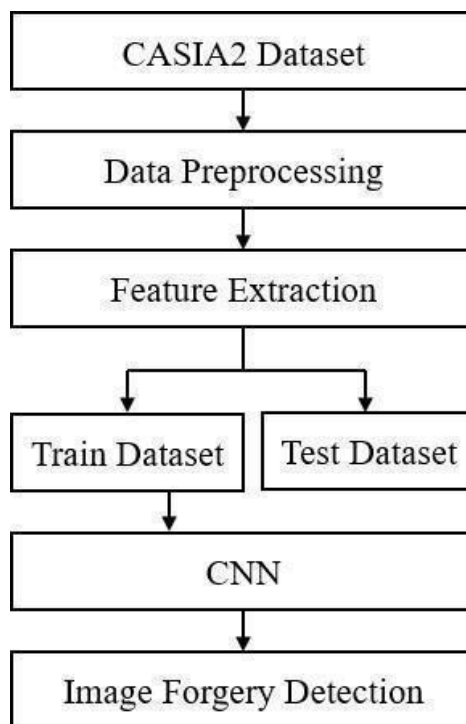 CASIA2 Dataset
Data Preprocessing
Feature Extraction
Train Dataset
Test Dataset
CNN
Image Forgery Detection